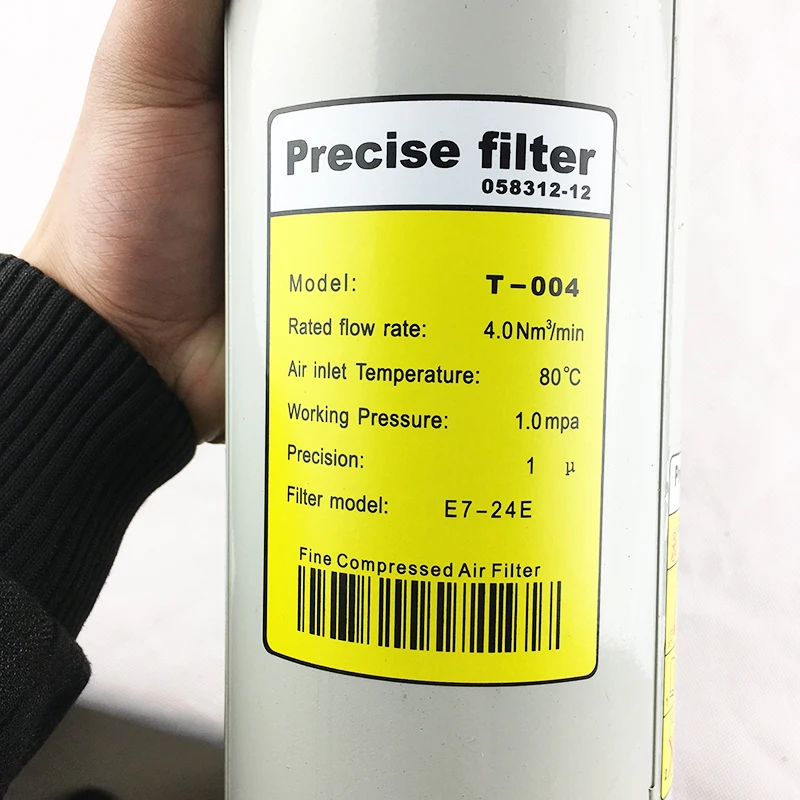 Precise filter
058312-12
Model: T-004
Rated flow rate: 4.0Nm³/min
Air inlet Temperature: 80℃
Working Pressure: 1.0mpa
Precision: 1 μ
Filter model: E7-24E
Fine Compressed Air Filter